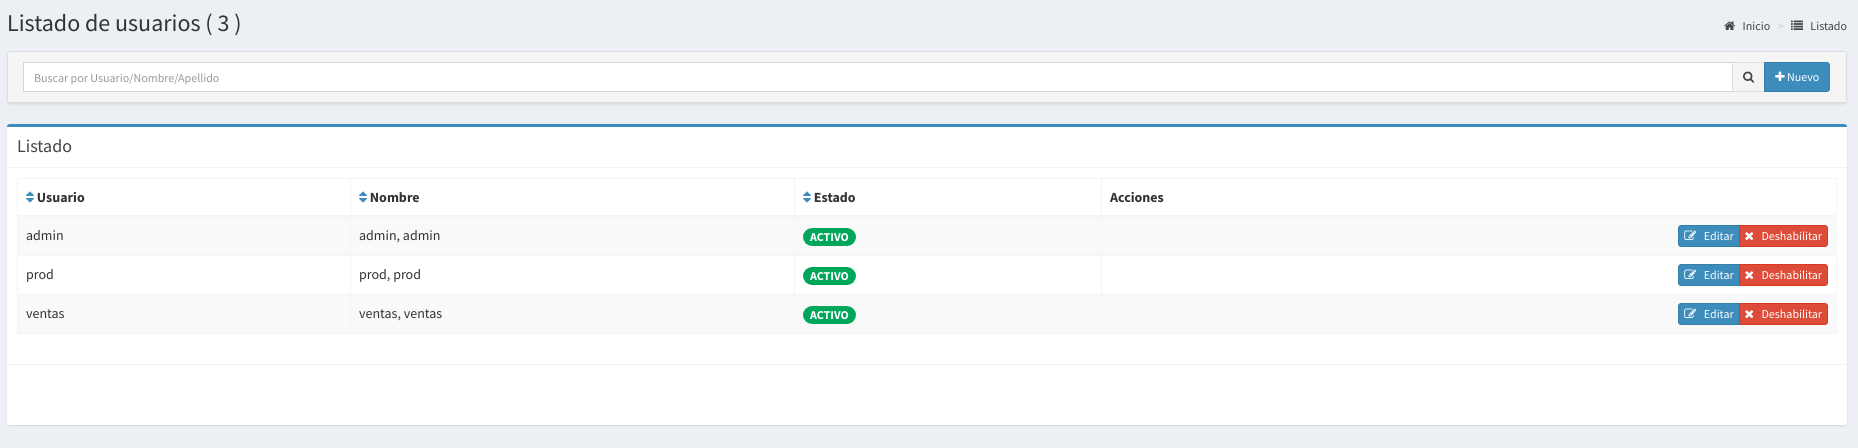 Listado de usuarios ( 3 )
Inicio > Listado
Buscar por Usuario/Nombre/Apellido
Nuevo
Listado
Usuario Nombre Estado Acciones
admin admin, admin ACTIVO Editar Deshabilitar
prod prod, prod ACTIVO Editar Deshabilitar
ventas ventas, ventas ACTIVO Editar Deshabilitar